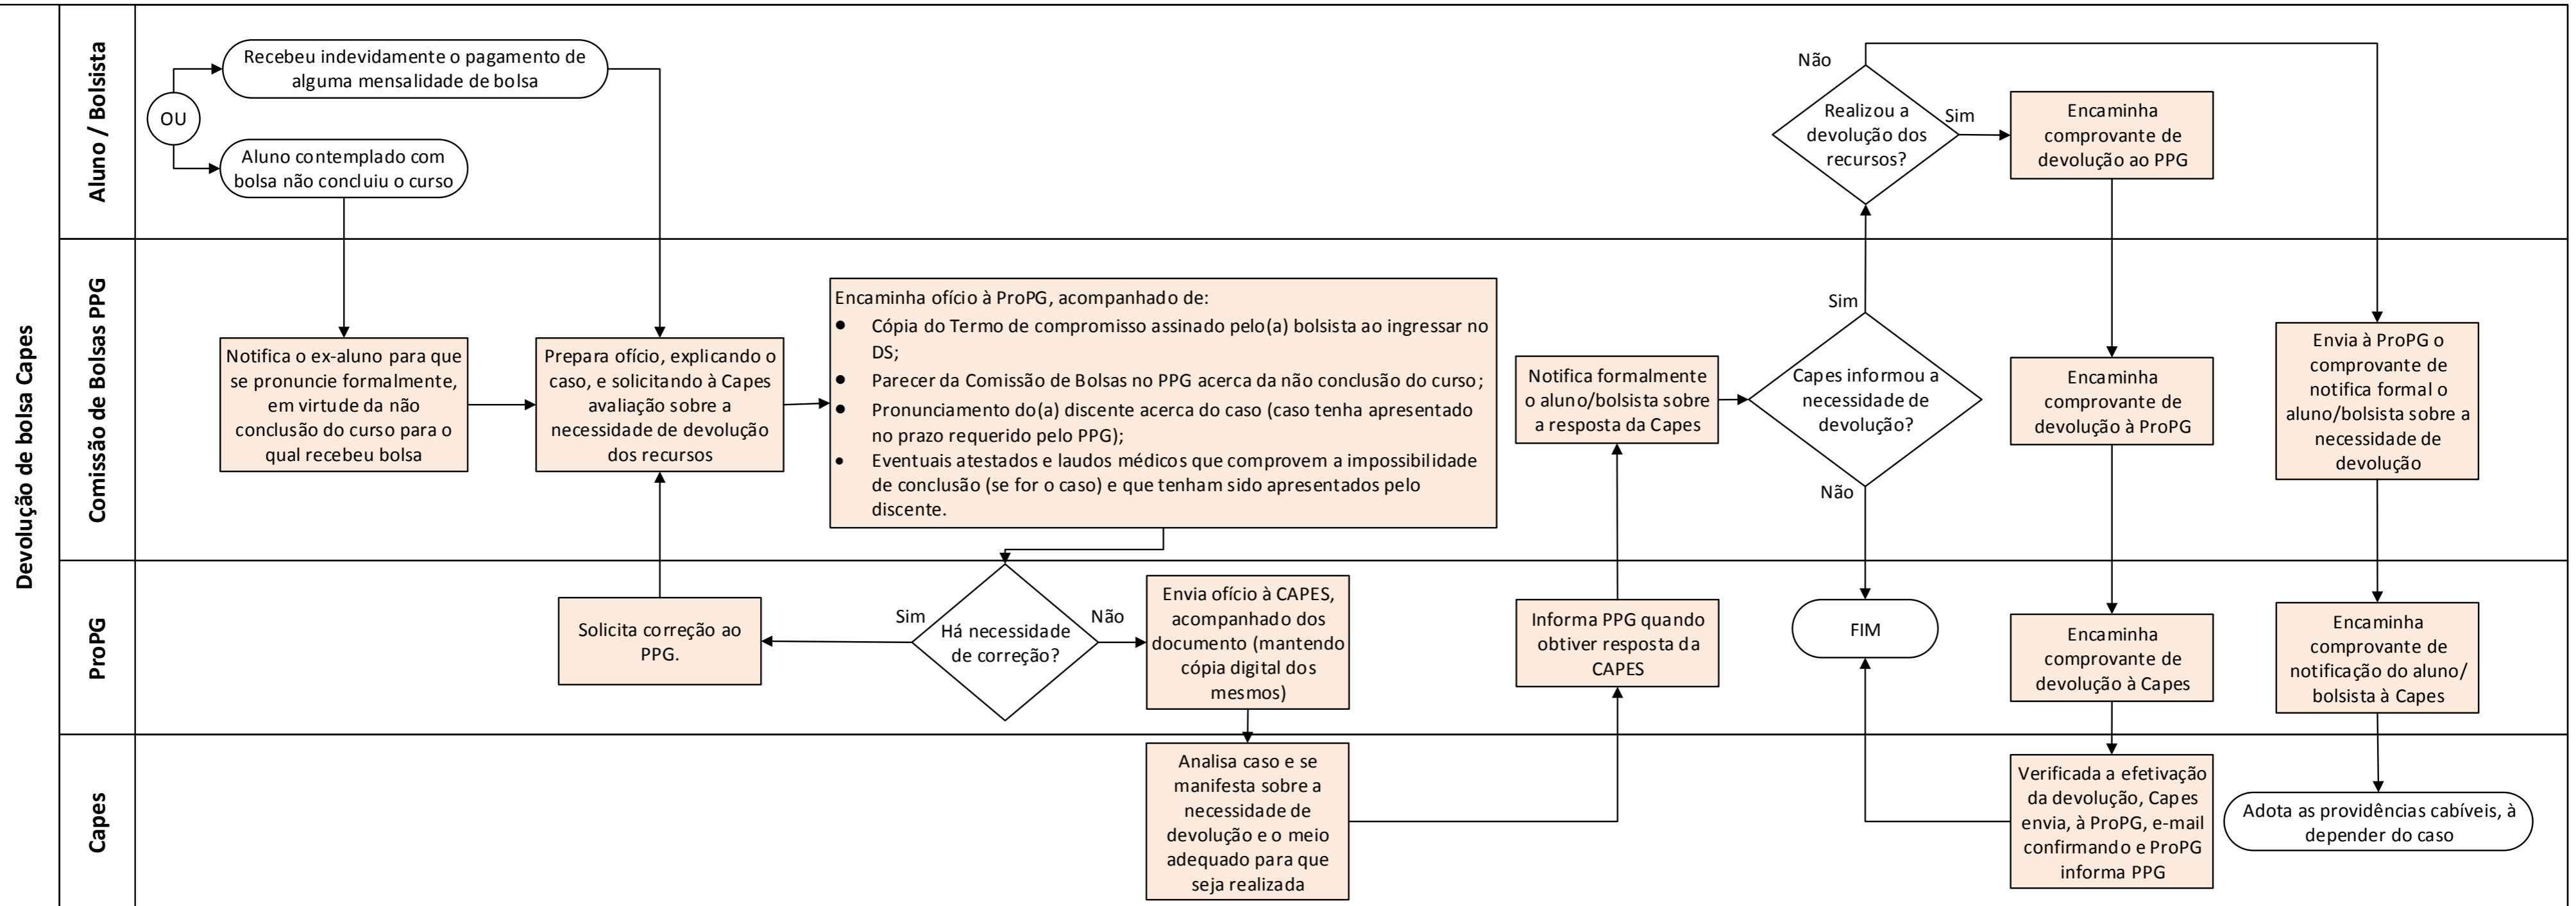 Devolução de bolsa Capes
Aluno / Bolsista
OU
Recebeu indevidamente o pagamento de
alguma mensalidade de bolsa
Aluno contemplado com
bolsa não concluiu o curso
Realizou a
devolução dos
recursos?
Não
Sim
Encaminha
comprovante de
devolução ao PPG
Comissão de Bolsas PPG
Notifica o ex-aluno para que
se pronuncie formalmente,
em virtude da não
conclusão do curso para o
qual recebeu bolsa
Prepara ofício, explicando o
caso, e solicitando à Capes
avaliação sobre a
necessidade de devolução
dos recursos
Encaminha ofício à ProPG, acompanhado de:
● Cópia do Termo de compromisso assinado pelo(a) bolsista ao ingressar no
DS;
● Parecer da Comissão de Bolsas no PPG acerca da não conclusão do curso;
● Pronunciamento do(a) discente acerca do caso (caso tenha apresentado
no prazo requerido pelo PPG);
● Eventuais atestados e laudos médicos que comprovem a impossibilidade
de conclusão (se for o caso) e que tenham sido apresentados pelo
discente.
Notifica formalmente
o aluno/bolsista sobre
a resposta da Capes
Capes informou a
necessidade de
devolução?
Sim
Não
Encaminha
comprovante de
devolução à ProPG
Envia à ProPG o
comprovante de
notifica formal o
aluno/bolsista sobre a
necessidade de
devolução
ProPG
Solicita correção ao
PPG.
Sim
Há necessidade
de correção?
Não
Envia ofício à CAPES,
acompanhado dos
documento (mantendo
cópia digital dos
mesmos)
Informa PPG quando
obtiver resposta da
CAPES
FIM
Encaminha
comprovante de
devolução à Capes
Encaminha
comprovante de
notificação do aluno/
bolsista à Capes
Capes
Analisa caso e se
manifesta sobre a
necessidade de
devolução e o meio
adequado para que
seja realizada
Verificada a efetivação
da devolução, Capes
envia, à ProPG, e-mail
confirmando e ProPG
informa PPG
Adota as providências cabíveis, à
depender do caso